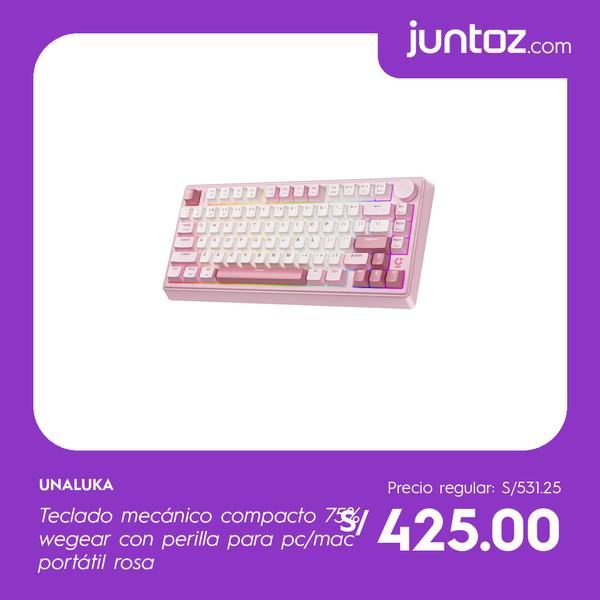 juntoz.com
UNALUKA
Teclado mecánico compacto 75%
wegear con perilla para pc/mac
portátil rosa
Precio regular: S/531.25
S/ 425.00